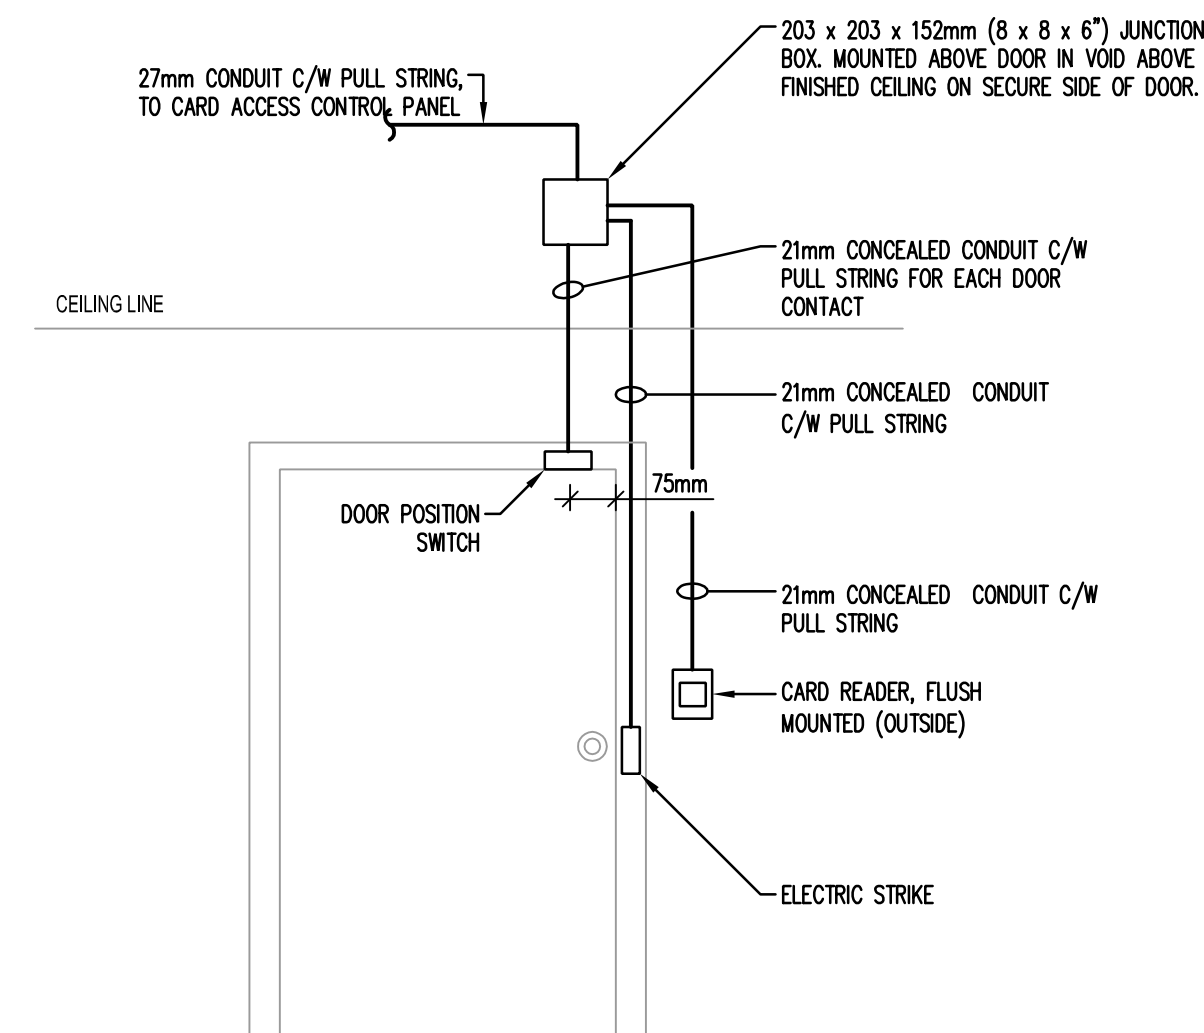 203 x 203 x 152mm (8 x 8 x 6") JUNCTION
BOX. MOUNTED ABOVE DOOR IN VOID ABOVE
FINISHED CEILING ON SECURE SIDE OF DOOR.
27mm CONDUIT C/W PULL STRING,
TO CARD ACCESS CONTROL PANEL
21mm CONCEALED CONDUIT C/W
PULL STRING FOR EACH DOOR
CONTACT
CEILING LINE
21mm CONCEALED CONDUIT
C/W PULL STRING
75mm
DOOR POSITION
SWITCH
21mm CONCEALED CONDUIT C/W
PULL STRING
CARD READER, FLUSH
MOUNTED (OUTSIDE)
ELECTRIC STRIKE